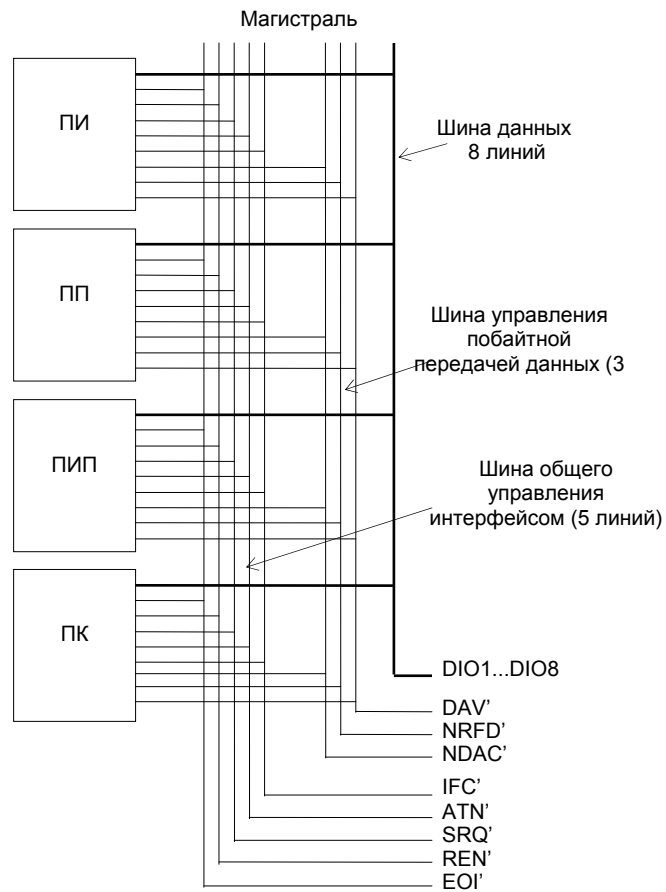 Магистраль
ПИ
Шина данных
8 линий
ПП
Шина управления
побайтной
передачей данных (3
ПИП
Шина общего
управления
интерфейсом (5 линий)
ПК
DIO1...DIO8
DAV’
NRFD’
NDAC’
IFC’
ATN’
SRQ’
REN’
EOI’